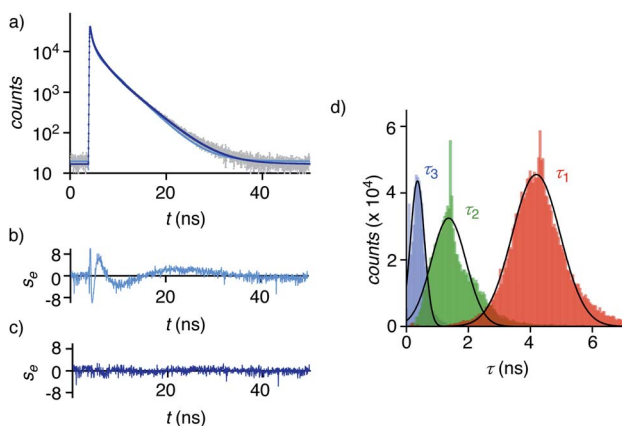 a)
counts
10⁴
10³
10²
10
0 20 40
t (ns)
b)
sₑ
8
0
-8
20 40
t (ns)
c)
sₑ
8
0
-8
20 40
t (ns)
d)
counts (x 10⁴)
6
4
2
0
τ₃
τ₂
τ₁
0 2 4 6
τ (ns)